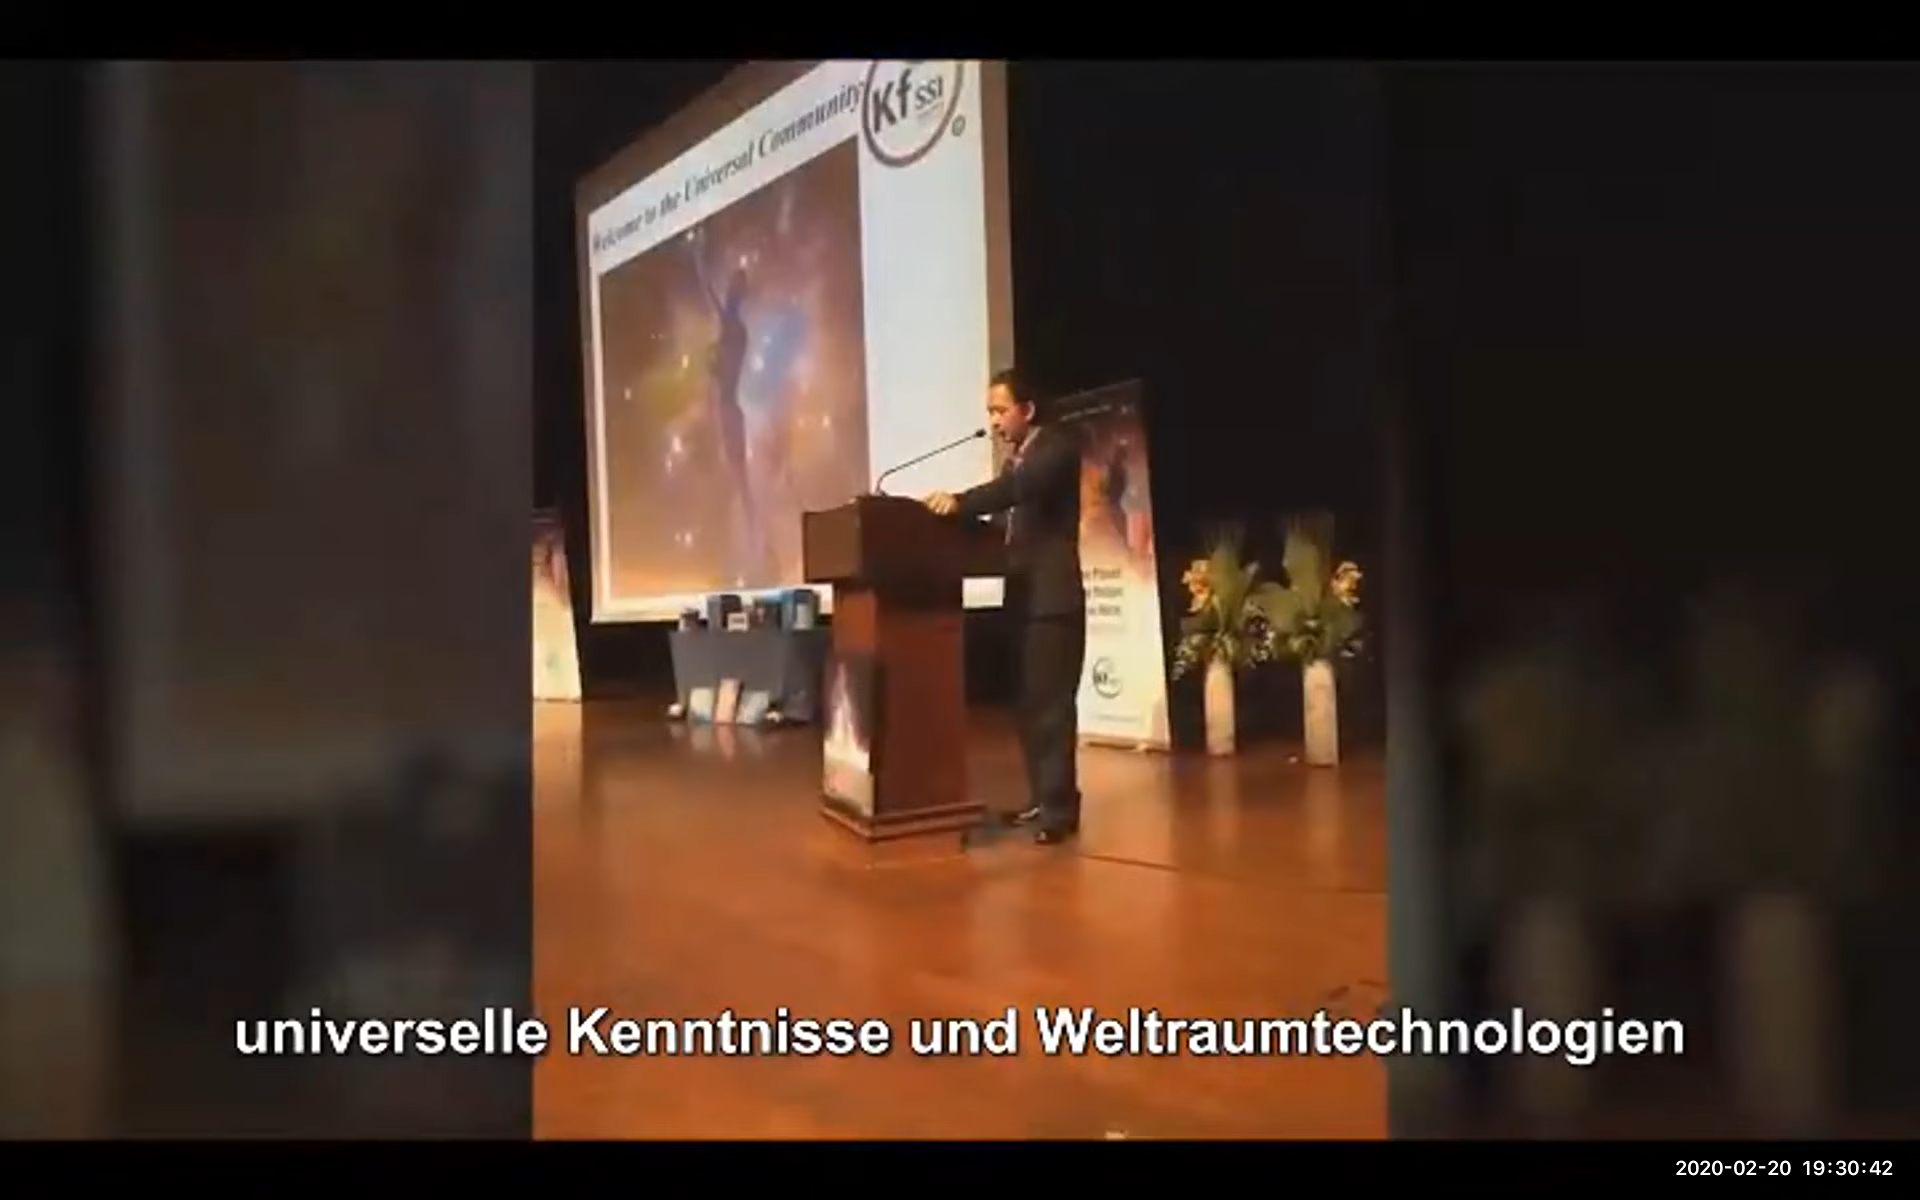 Welcome to the Universal Community
Kf SSI
universelle Kenntnisse und Weltraumtechnologien
2020-02-20 19:30:42